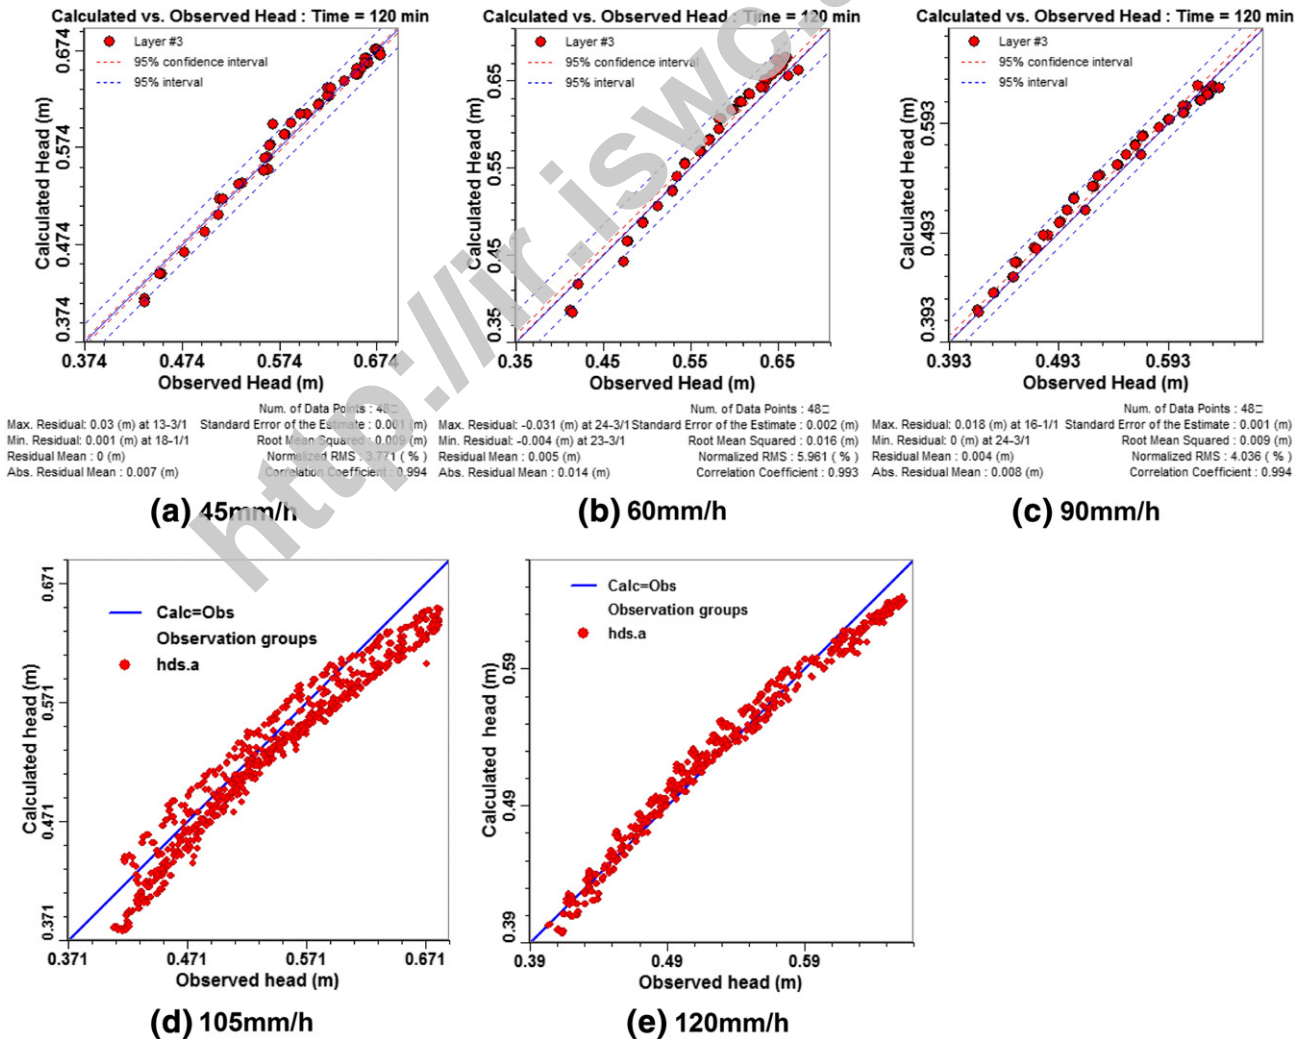 Calculated vs. Observed Head : Time = 120 min
Layer #3
95% confidence interval
95% interval
Calculated Head (m)
0.674
0.574
0.474
0.374
0.374 0.474 0.574 0.674
Observed Head (m)
Num. of Data Points : 48
Max. Residual: 0.03 (m) at 13-3/1 Standard Error of the Estimate : 0.001 (m)
Min. Residual: 0.001 (m) at 18-1/1 Root Mean Squared : 0.009 (m)
Residual Mean : 0 (m) Normalized RMS : 3.771 ( % )
Abs. Residual Mean : 0.007 (m) Correlation Coefficient : 0.994
(a) 45mm/h
Calculated vs. Observed Head : Time = 120 min
Layer #3
95% confidence interval
95% interval
Calculated Head (m)
0.65
0.55
0.45
0.35
0.35 0.45 0.55 0.65
Observed Head (m)
Num. of Data Points : 48
Max. Residual: -0.031 (m) at 24-3/1 Standard Error of the Estimate : 0.002 (m)
Min. Residual: -0.004 (m) at 23-3/1 Root Mean Squared : 0.016 (m)
Residual Mean : 0.005 (m) Normalized RMS : 5.961 ( % )
Abs. Residual Mean : 0.014 (m) Correlation Coefficient : 0.993
(b) 60mm/h
Calculated vs. Observed Head : Time = 120 min
Layer #3
95% confidence interval
95% interval
Calculated Head (m)
0.593
0.493
0.393
0.393 0.493 0.593
Observed Head (m)
Num. of Data Points : 48
Max. Residual: 0.018 (m) at 16-1/1 Standard Error of the Estimate : 0.001 (m)
Min. Residual: 0 (m) at 24-3/1 Root Mean Squared : 0.009 (m)
Residual Mean : 0.004 (m) Normalized RMS : 4.036 ( % )
Abs. Residual Mean : 0.008 (m) Correlation Coefficient : 0.994
(c) 90mm/h
Calc=Obs
Observation groups
hds.a
Calculated head (m)
0.671
0.571
0.471
0.371
0.371 0.471 0.571 0.671
Observed head (m)
(d) 105mm/h
Calc=Obs
Observation groups
hds.a
Calculated head (m)
0.59
0.49
0.39
0.39 0.49 0.59
Observed head (m)
(e) 120mm/h
http://ir.iswc.